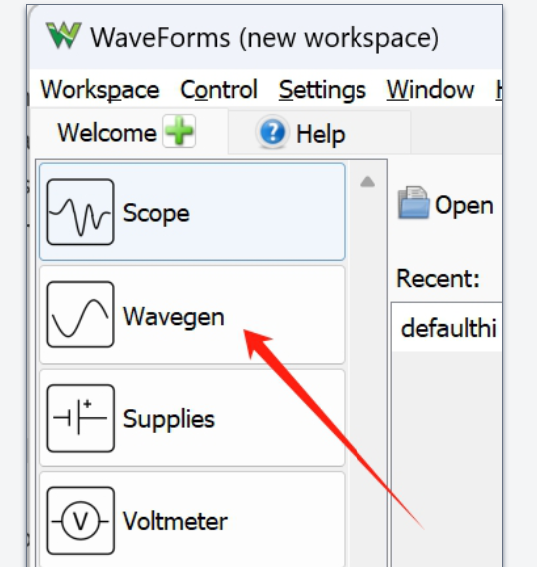 WaveForms (new workspace)
Workspace Control Settings Window
Welcome Help
Scope
Open
Wavegen
Recent:
defaulthi
Supplies
Voltmeter
V